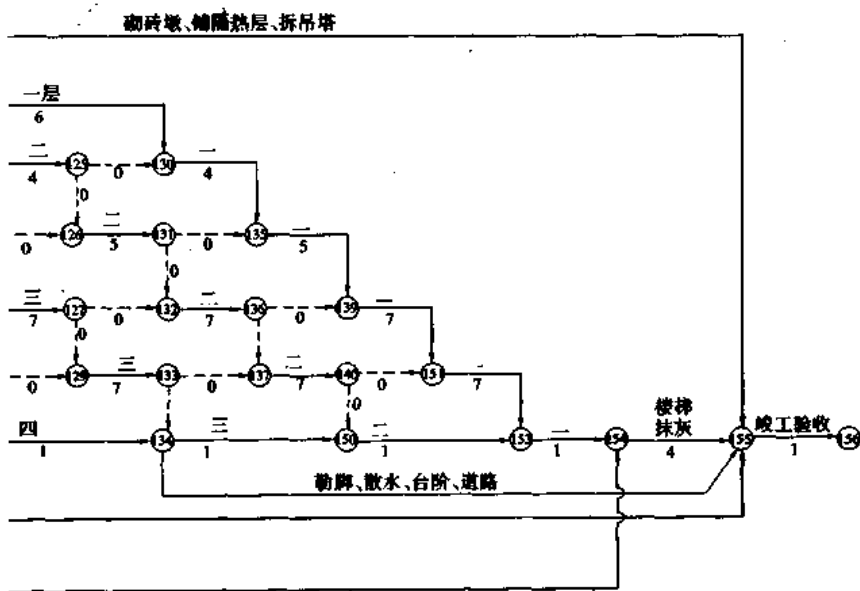 砌砖墩、铺隔热层、拆吊塔
一层
6
二 125 130 一
4 0 4
0
126 二 131 135 一
0 5 0 5
0
三 127 132 二 136 139 一
7 0 7 0 7
0
129 三 133 137 二 140 151
0 7 0 7 0 7
0
四 134 三 150 二 153 一 154 楼梯抹灰 155 竣工验收 156
1 1 1 1 4 1
勒脚、散水、台阶、道路